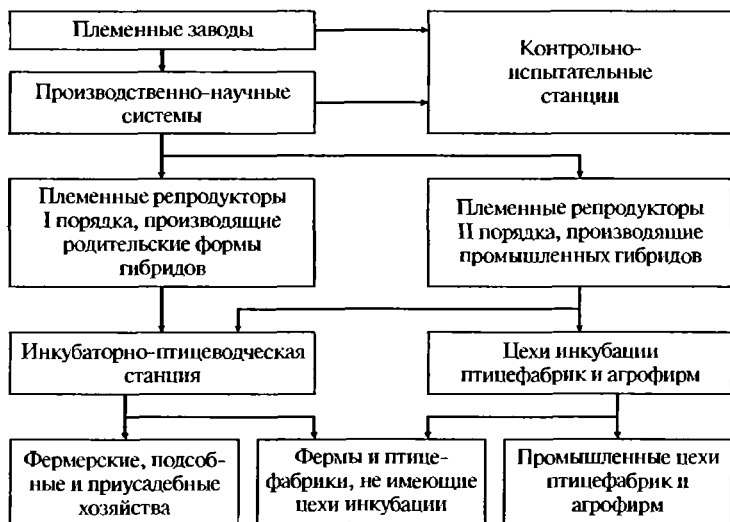 Племенные заводы
Контрольно-
испытательные
станции
Производственно-научные
системы
Племенные репродукторы
I порядка, производящие
родительские формы
гибридов
Племенные репродукторы
II порядка, производящие
промышленных гибридов
Инкубаторно-птицеводческая
станция
Цехи инкубации
птицефабрик и агрофирм
Фермерские, подсоб-
ные и приусадебные
хозяйства
Фермы и птице-
фабрики, не имеющие
цехи инкубации
Промышленные цехи
птицефабрик и
агрофирм